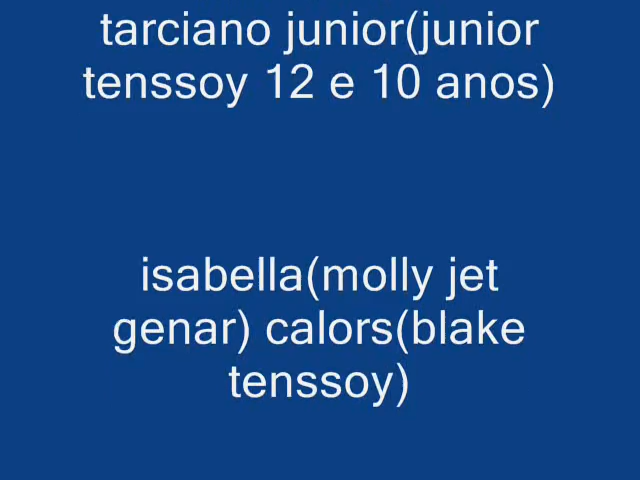 tarciano junior(junior
tenssoy 12 e 10 anos)
isabella(molly jet
genar) calors(blake
tenssoy)